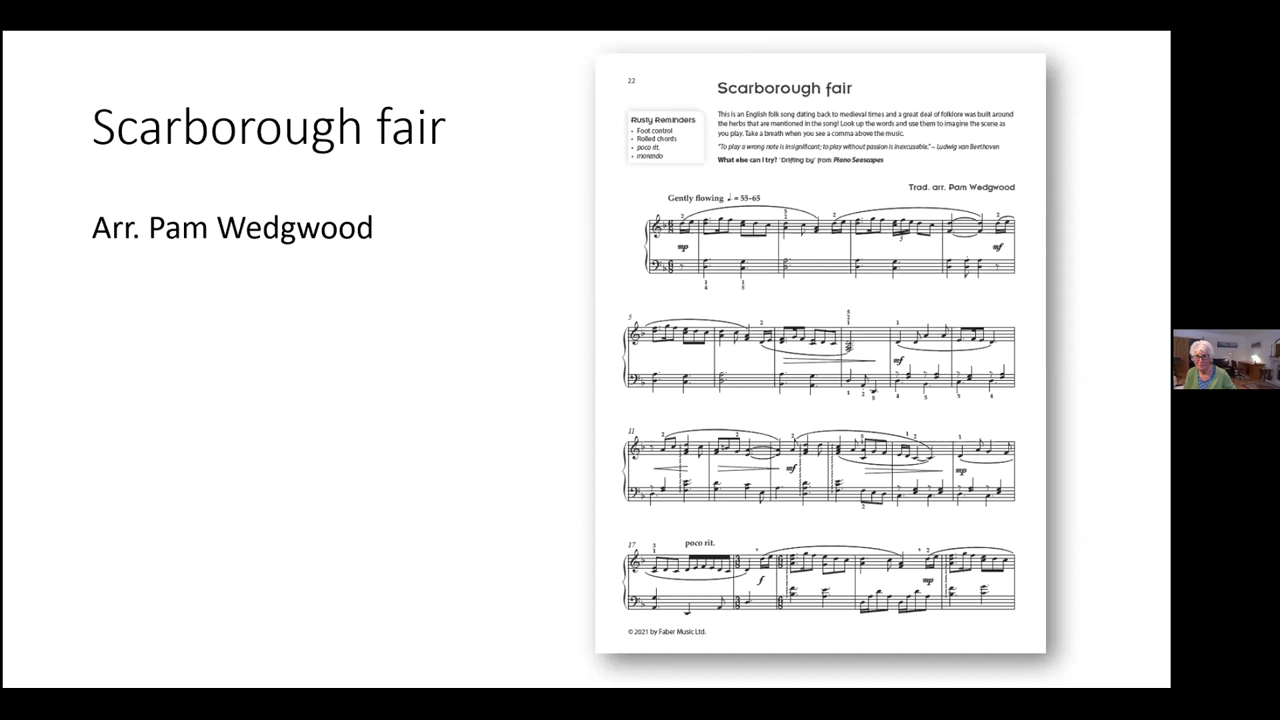 Scarborough fair
Arr. Pam Wedgwood
22
Scarborough fair
Rusty Reminders
• Foot control
• Rolled chords
• poco rit.
• morendo
This is an English folk song dating back to medieval times and a great deal of folklore was built around
the herbs that are mentioned in the song! Look up the words and use them to imagine the scene as
you play. Take a breath when you see a comma above the music.
“To play a wrong note is insignificant; to play without passion is inexcusable.” – Ludwig van Beethoven
What else can I try? ‘Drifting by’ from Piano Seescapes
Trad. arr. Pam Wedgwood
Gently flowing ♩ = 55-65
mp
mf
5
mf
11
mf
mp
17
poco rit.
f
mp
© 2021 by Faber Music Ltd.